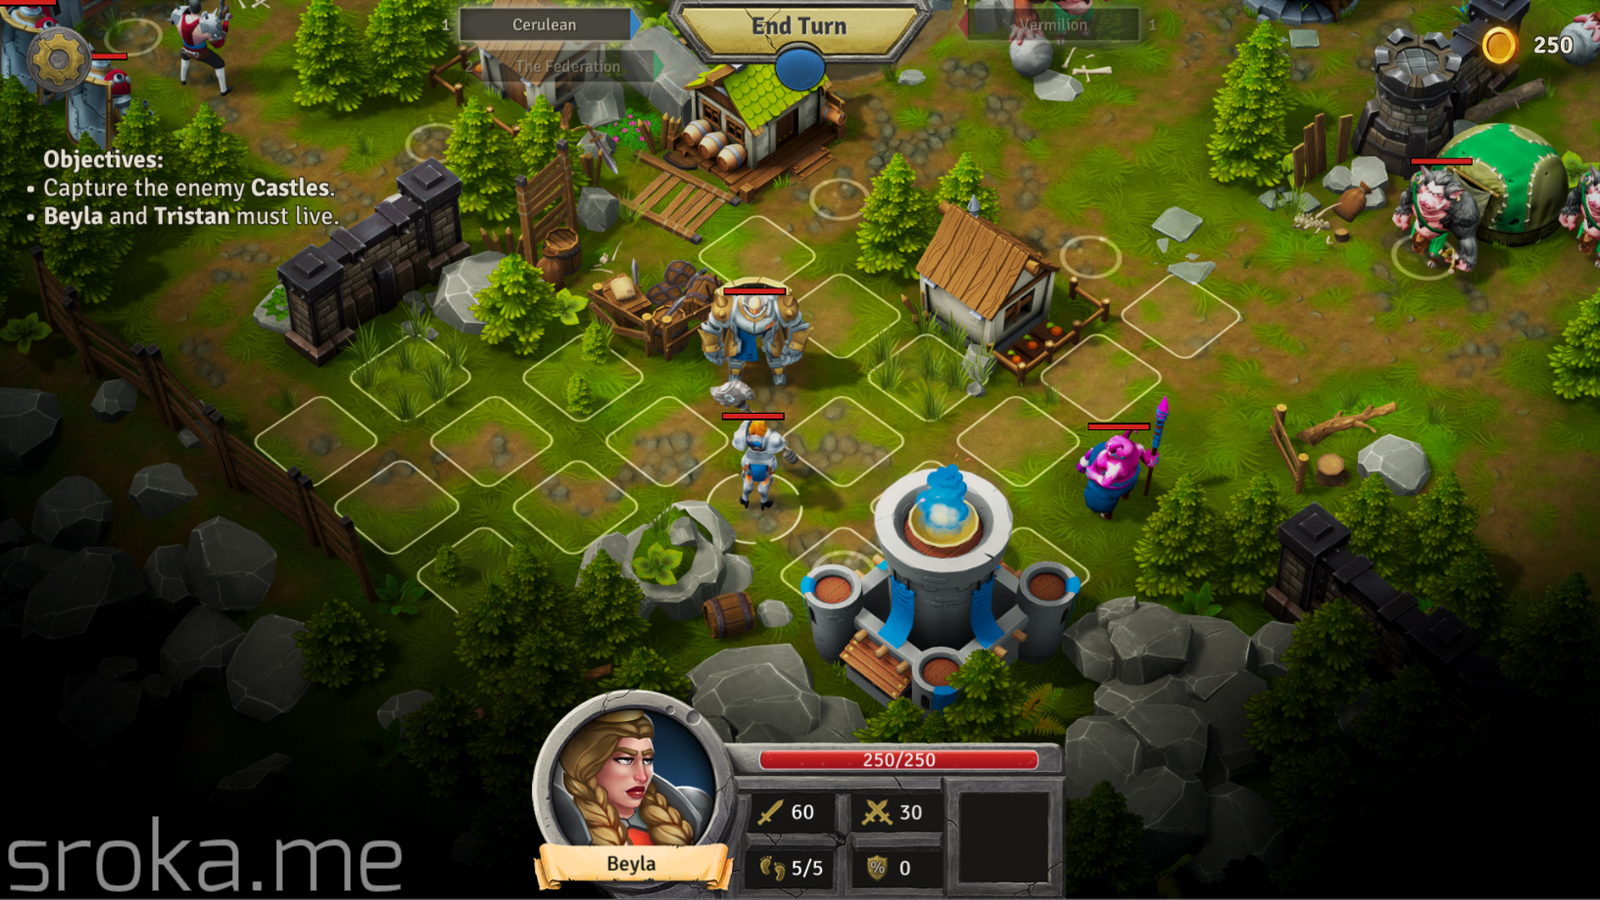 1 Cerulean
End Turn
Vermilion 1
2 The Federation
250
Objectives:
• Capture the enemy Castles.
• Beyla and Tristan must live.
250/250
60
30
5/5
% 0
Beyla
sroka.me